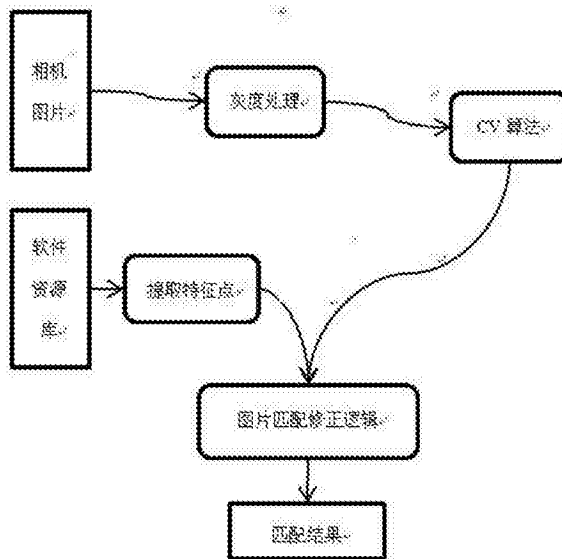 相机
图片
灰度处理
CV 算法
软件
资源
库
提取特征点
图片匹配修正逻辑
匹配结果